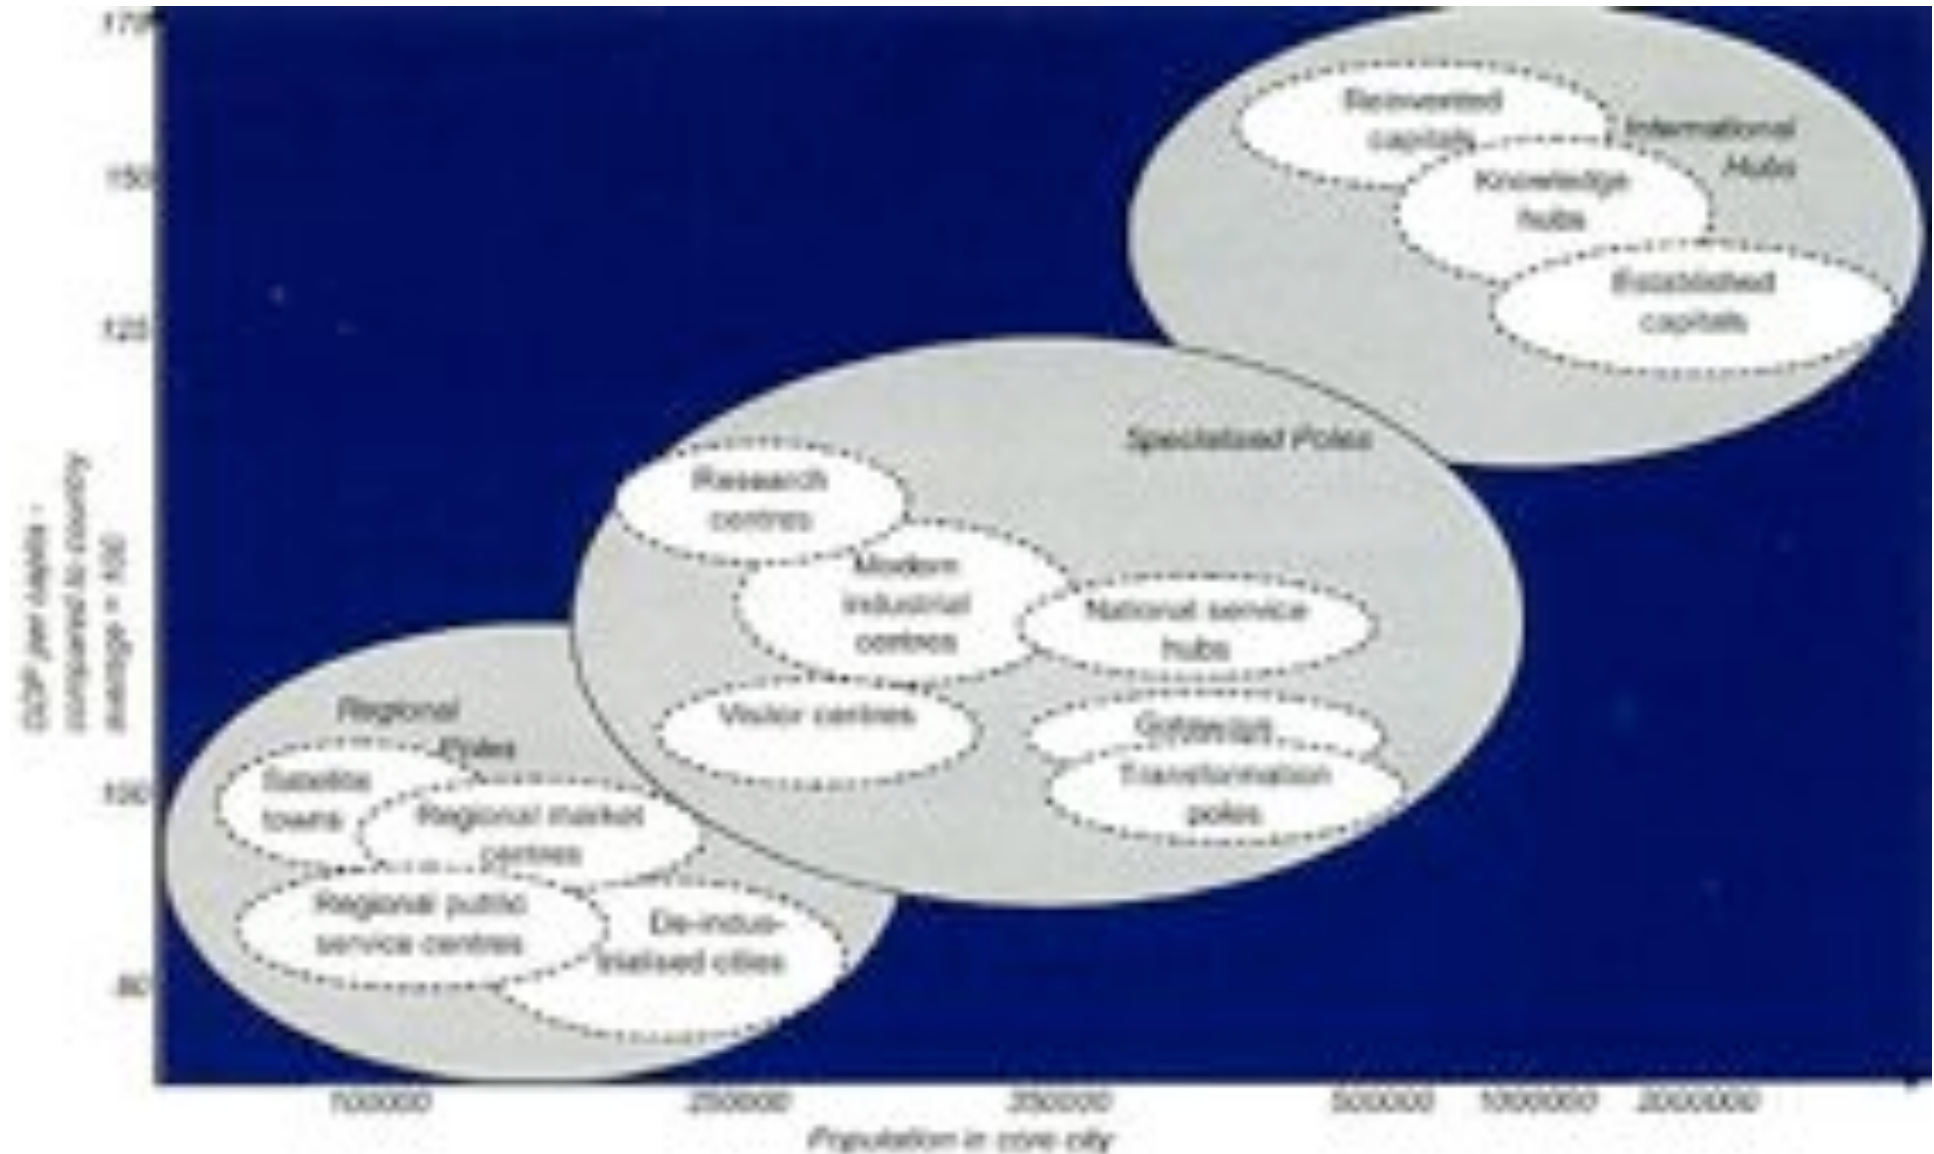 170
150
125
100
80
GDP per capita -
compared to country
average = 100
Reinvented
capitals
International
Hubs
Knowledge
hubs
Established
capitals
Specialised Poles
Research
centres
Modern
industrial
centres
National service
hubs
Visitor centres
Gateways
Transformation
poles
Regional
Poles
Satellite
towns
Regional market
centres
Regional public
service centres
De-indus-
trialised cities
100000 250000 350000 500000 1000000 2000000
Population in core city